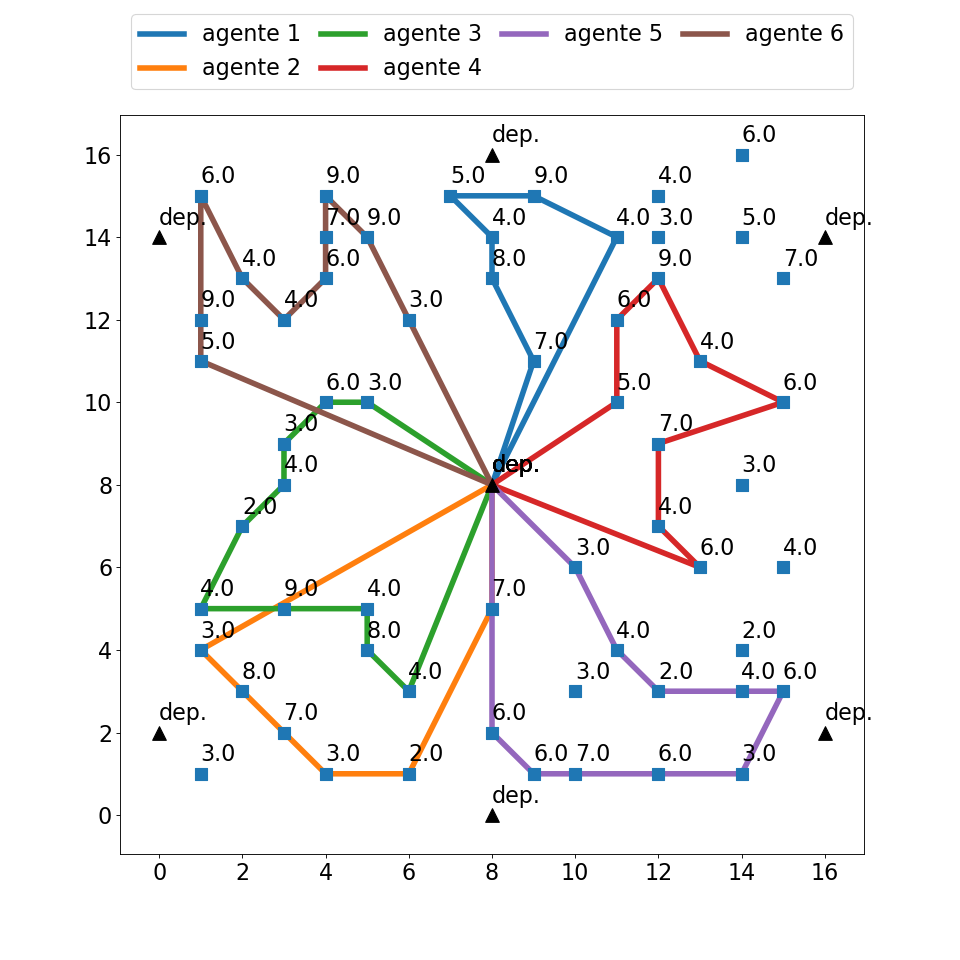 agente 1 agente 3 agente 5 agente 6
agente 2 agente 4
6.0
dep.
6.0 9.0 5.0 9.0 4.0
dep. 7.0 9.0 4.0 4.0 3.0 5.0 dep.
4.0 6.0 8.0 9.0 7.0
9.0 4.0 3.0 6.0
5.0 7.0 4.0
6.0 3.0 5.0 6.0
3.0 7.0
4.0 dep. 3.0
2.0 4.0
3.0 6.0 4.0
4.0 9.0 4.0 7.0
3.0 8.0 4.0 2.0
8.0 4.0 3.0 2.0 4.0 6.0
dep. 7.0 6.0 dep.
3.0 3.0 2.0 6.0 7.0 6.0 3.0
dep.
16
14
12
10
8
6
4
2
0
0 2 4 6 8 10 12 14 16